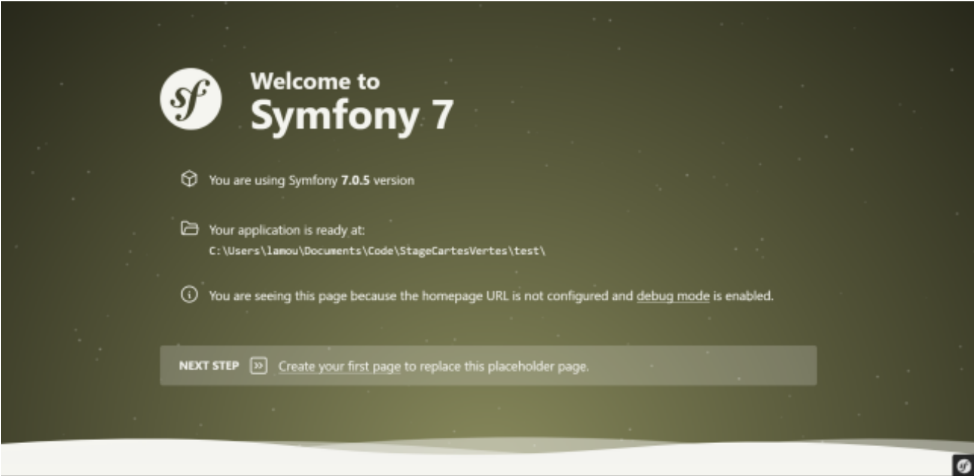 sf
Welcome to
Symfony 7
You are using Symfony 7.0.5 version
Your application is ready at:
C:\Users\lamou\Documents\Code\StageCartesVertes\test\
You are seeing this page because the homepage URL is not configured and debug mode is enabled.
NEXT STEP Create your first page to replace this placeholder page.
sf